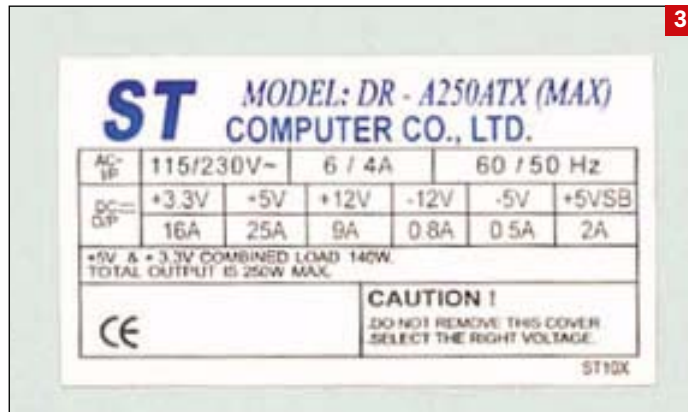 3
ST MODEL: DR - A250ATX (MAX)
COMPUTER CO., LTD.
AC~ I/P 115/230V~ 6 / 4A 60 / 50 Hz
DC O/P +3.3V +5V +12V -12V -5V +5VSB
16A 25A 9A 0.8A 0.5A 2A
+5V & + 3.3V COMBINED LOAD 140W.
TOTAL OUTPUT IS 250W MAX.
CAUTION !
.DO NOT REMOVE THIS COVER
.SELECT THE RIGHT VOLTAGE.
CE
ST10X